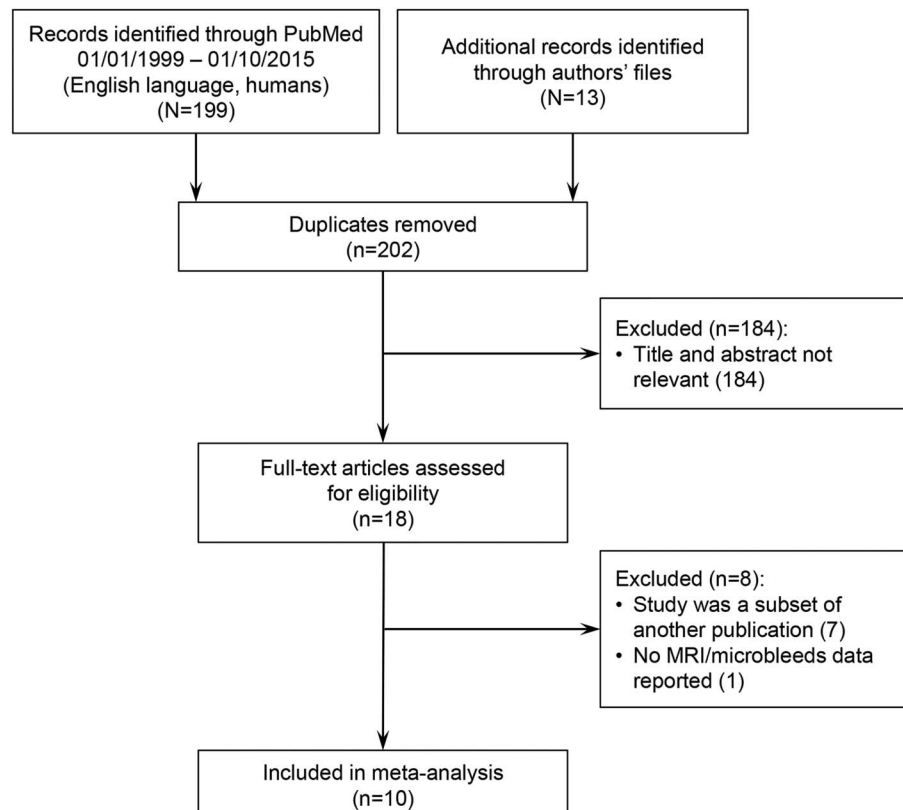 Records identified through PubMed
01/01/1999 – 01/10/2015
(English language, humans)
(N=199)
Additional records identified
through authors’ files
(N=13)
Duplicates removed
(n=202)
Excluded (n=184):
• Title and abstract not
relevant (184)
Full-text articles assessed
for eligibility
(n=18)
Excluded (n=8):
• Study was a subset of
another publication (7)
• No MRI/microbleeds data
reported (1)
Included in meta-analysis
(n=10)